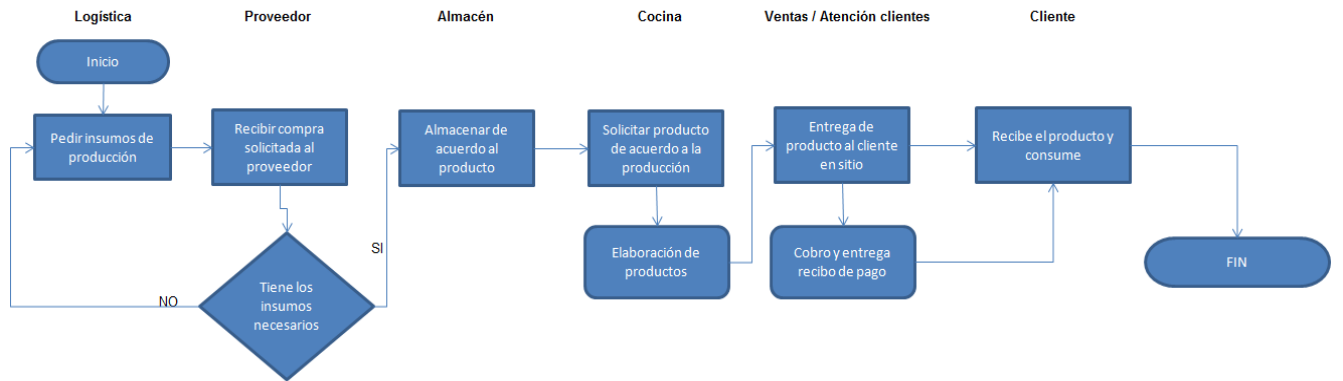 Logística
Proveedor
Almacén
Cocina
Ventas / Atención clientes
Cliente
Inicio
Pedir insumos de
producción
Recibir compra
solicitada al
proveedor
Almacenar de
acuerdo al
producto
Solicitar producto
de acuerdo a la
producción
Entrega de
producto al cliente
en sitio
Recibe el producto y
consume
SI
NO
Tiene los
insumos
necesarios
Elaboración de
productos
Cobro y entrega
recibo de pago
FIN